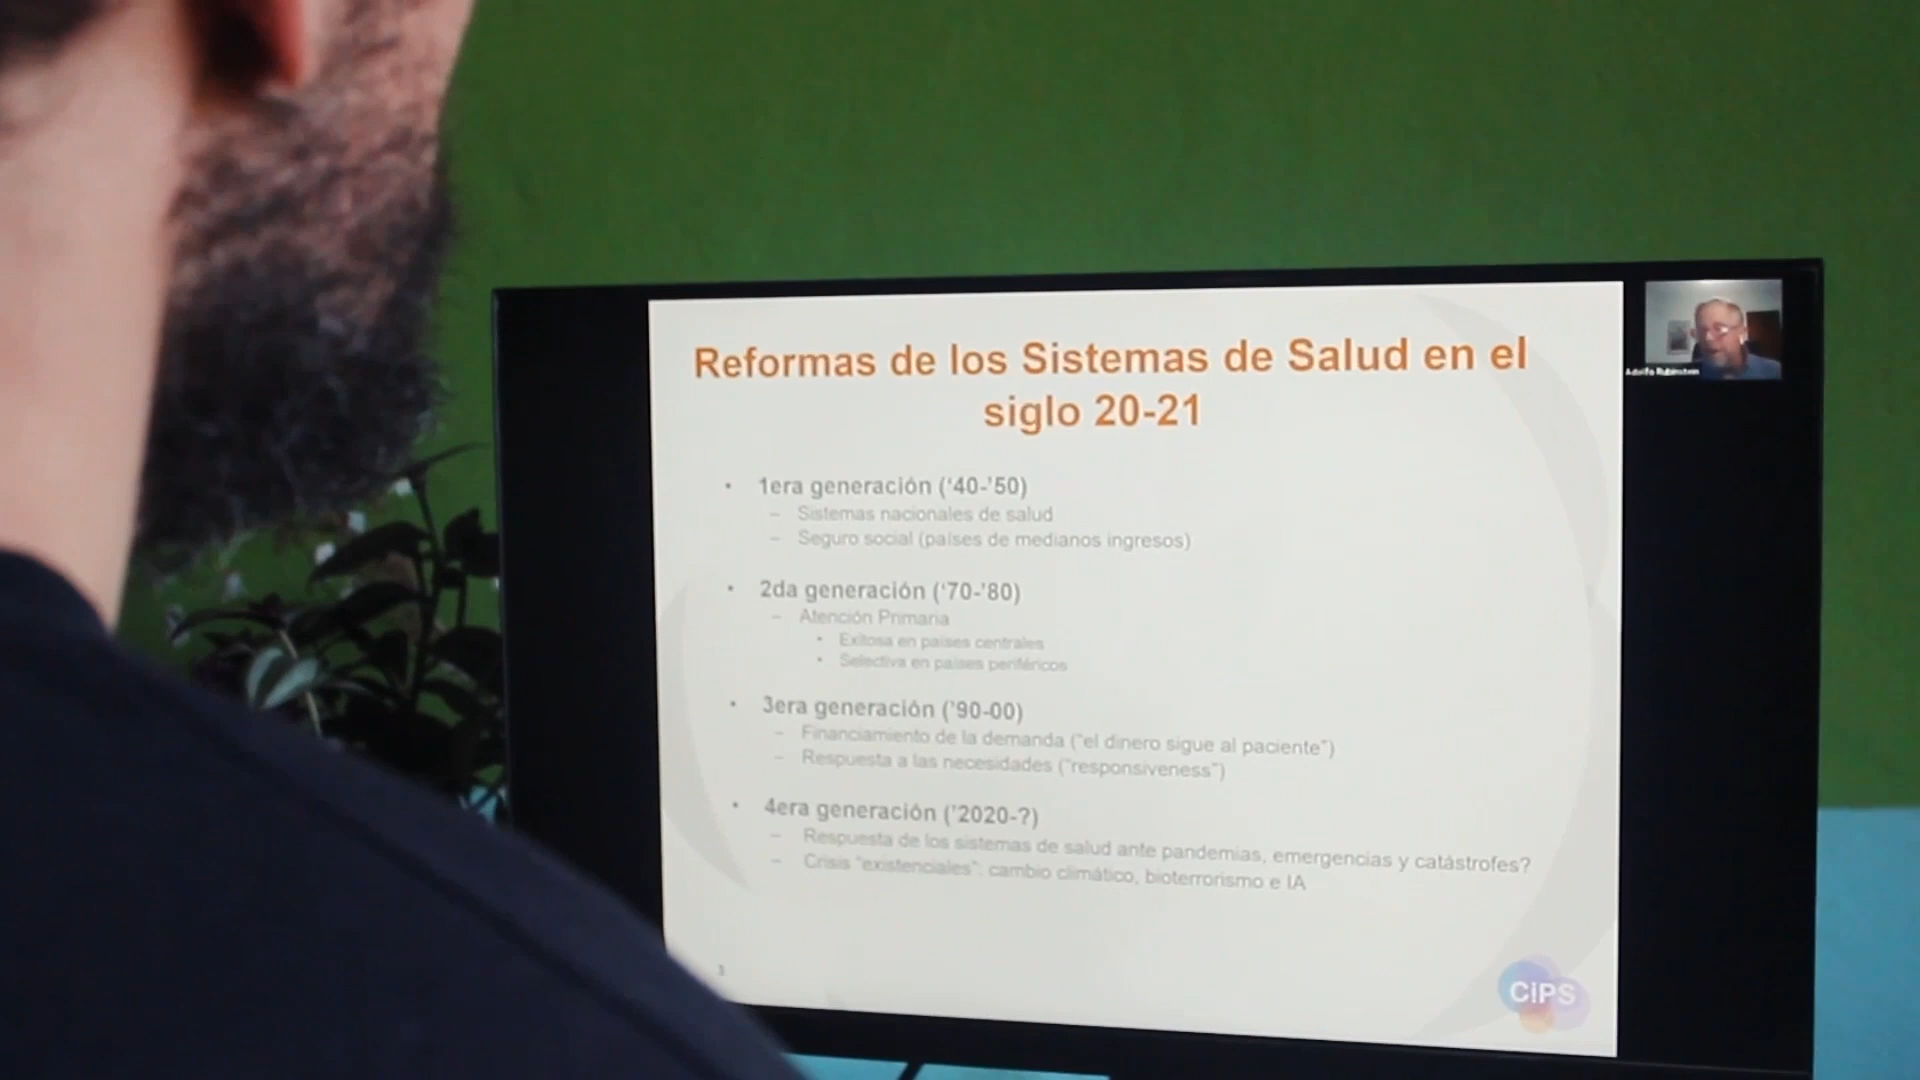 Reformas de los Sistemas de Salud en el
siglo 20-21
Adolfo Rubinstein
• 1era generación (‘40-’50)
– Sistemas nacionales de salud
– Seguro social (países de medianos ingresos)
• 2da generación (‘70-’80)
– Atención Primaria
• Exitosa en países centrales
• Selectiva en países periféricos
• 3era generación (’90-00)
– Financiamiento de la demanda (“el dinero sigue al paciente”)
– Respuesta a las necesidades (“responsiveness”)
• 4era generación (’2020-?)
– Respuesta de los sistemas de salud ante pandemias, emergencias y catástrofes?
– Crisis “existenciales”: cambio climático, bioterrorismo e IA
3
CiPS